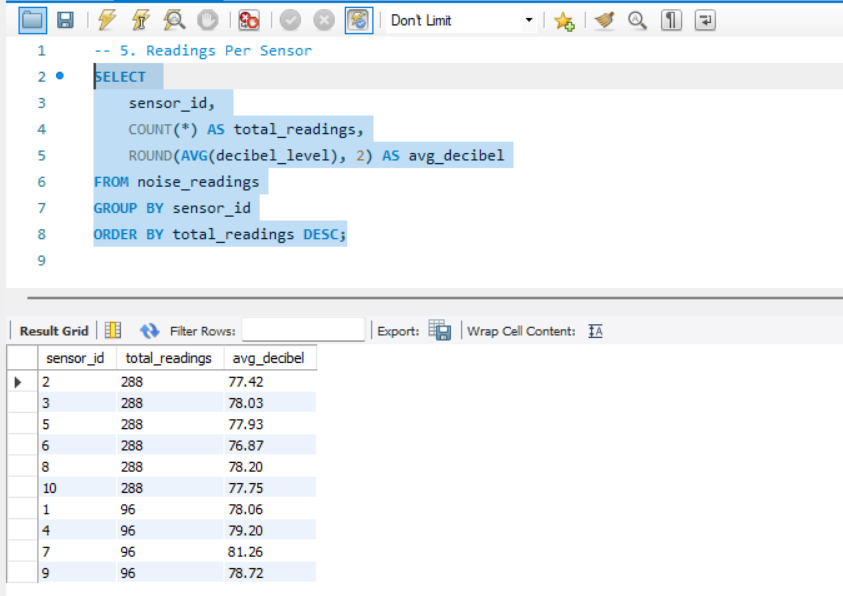 Don't Limit
1 -- 5. Readings Per Sensor
2 SELECT
3 sensor_id,
4 COUNT(*) AS total_readings,
5 ROUND(AVG(decibel_level), 2) AS avg_decibel
6 FROM noise_readings
7 GROUP BY sensor_id
8 ORDER BY total_readings DESC;
9
Result Grid Filter Rows: Export: Wrap Cell Content: IA
sensor_id total_readings avg_decibel
2 288 77.42
3 288 78.03
5 288 77.93
6 288 76.87
8 288 78.20
10 288 77.75
1 96 78.06
4 96 79.20
7 96 81.26
9 96 78.72